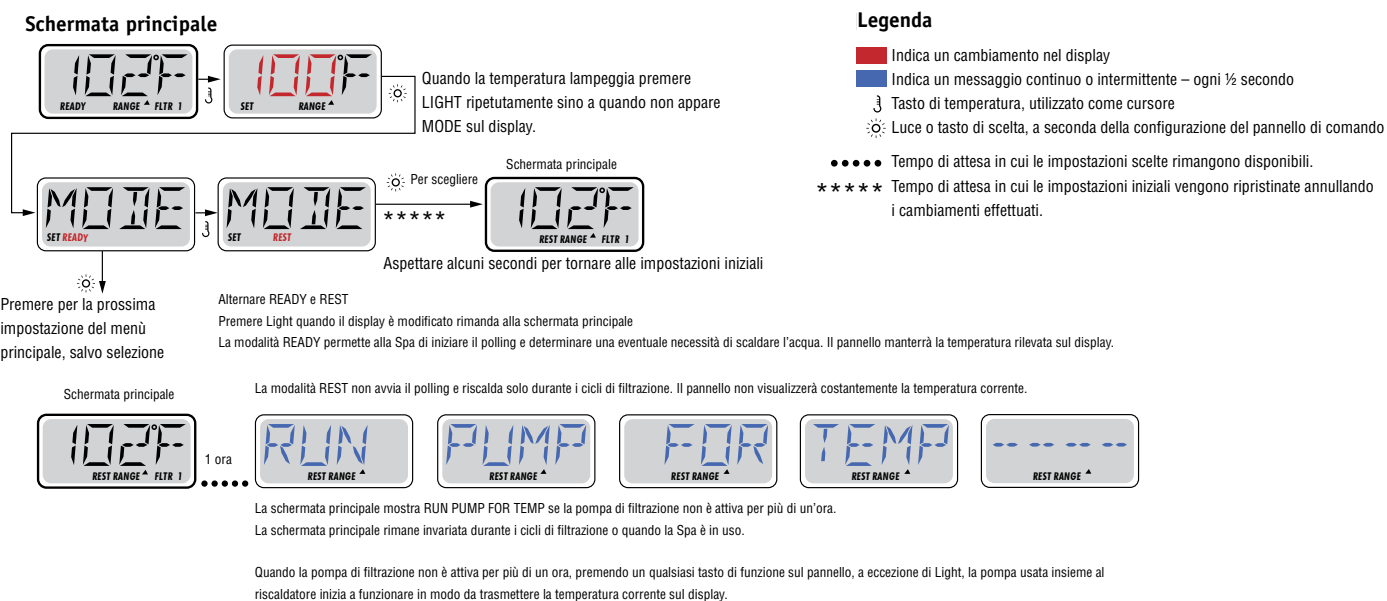 Schermata principale
102°F
READY RANGE FLTR 1
100°F
SET RANGE
Quando la temperatura lampeggia premere
LIGHT ripetutamente sino a quando non appare
MODE sul display.
Legenda
Indica un cambiamento nel display
Indica un messaggio continuo o intermittente – ogni ½ secondo
Tasto di temperatura, utilizzato come cursore
Luce o tasto di scelta, a seconda della configurazione del pannello di comando
••••• Tempo di attesa in cui le impostazioni scelte rimangono disponibili.
***** Tempo di attesa in cui le impostazioni iniziali vengono ripristinate annullando
i cambiamenti effettuati.
MODE
SET READY
MODE
SET REST
Per scegliere
*****
Schermata principale
102°F
REST RANGE FLTR 1
Aspettare alcuni secondi per tornare alle impostazioni iniziali
Premere per la prossima
impostazione del menù
principale, salvo selezione
Alternare READY e REST
Premere Light quando il display è modificato rimanda alla schermata principale
La modalità READY permette alla Spa di iniziare il polling e determinare una eventuale necessità di scaldare l'acqua. Il pannello manterrà la temperatura rilevata sul display.
La modalità REST non avvia il polling e riscalda solo durante i cicli di filtrazione. Il pannello non visualizzerà costantemente la temperatura corrente.
Schermata principale
102°F
REST RANGE FLTR 1
1 ora
•••••
RUN
REST RANGE
PUMP
REST RANGE
FOR
REST RANGE
TEMP
REST RANGE
-- -- -- --
REST RANGE
La schermata principale mostra RUN PUMP FOR TEMP se la pompa di filtrazione non è attiva per più di un'ora.
La schermata principale rimane invariata durante i cicli di filtrazione o quando la Spa è in uso.
Quando la pompa di filtrazione non è attiva per più di un ora, premendo un qualsiasi tasto di funzione sul pannello, a eccezione di Light, la pompa usata insieme al
riscaldatore inizia a funzionare in modo da trasmettere la temperatura corrente sul display.